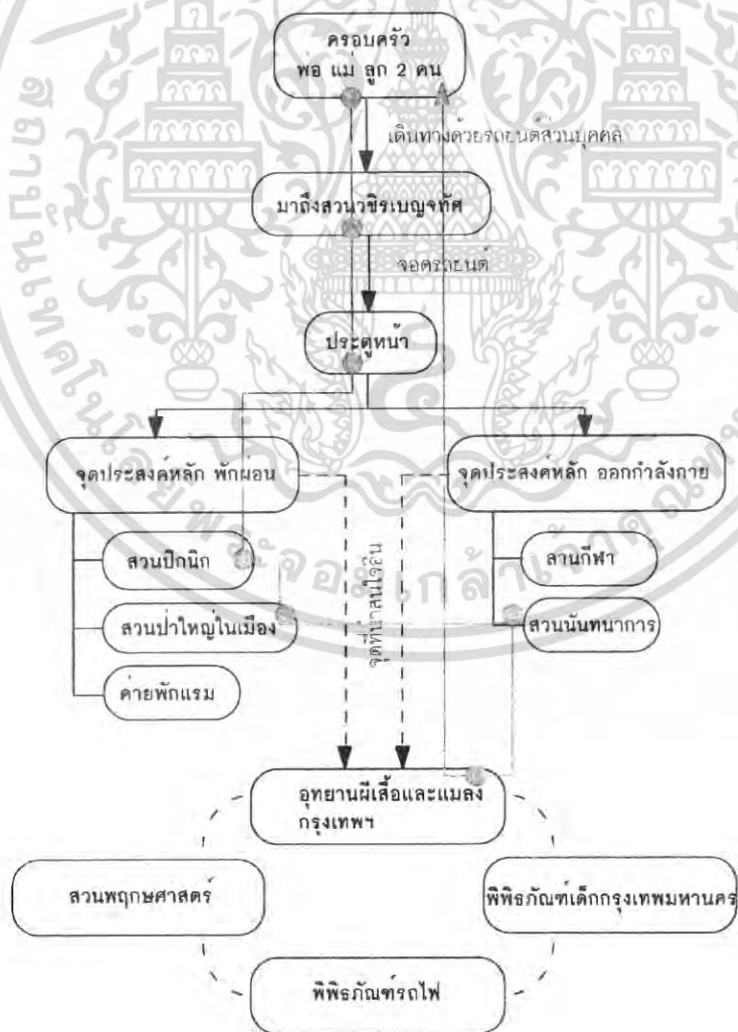 ครอบครัว
พ่อ แม่ ลูก 2 คน
เดินทางด้วยรถยนต์ส่วนบุคคล
มาถึงสวนวชิรเบญจทัศ
จอดรถยนต์
ประตูหน้า
จุดประสงค์หลัก พักผ่อน
จุดประสงค์หลัก ออกกำลังกาย
สวนปิกนิก
ลานกีฬา
สวนป่าใหญ่ในเมือง
สวนนันทนาการ
ค่ายพักแรม
จุดที่น่าสนใจอื่น
อุทยานผีเสื้อและแมลง
กรุงเทพฯ
สวนพฤกษศาสตร์
พิพิธภัณฑ์เด็กกรุงเทพมหานคร
พิพิธภัณฑ์รถไฟ